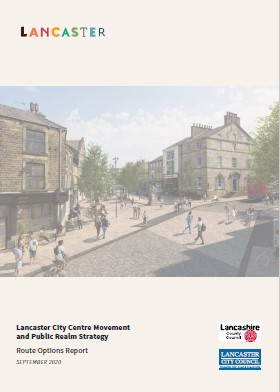 LANCASTER
Lancaster City Centre Movement
and Public Realm Strategy
Route Options Report
SEPTEMBER 2020
Lancashire
County
Council
LANCASTER
CITY COUNCIL